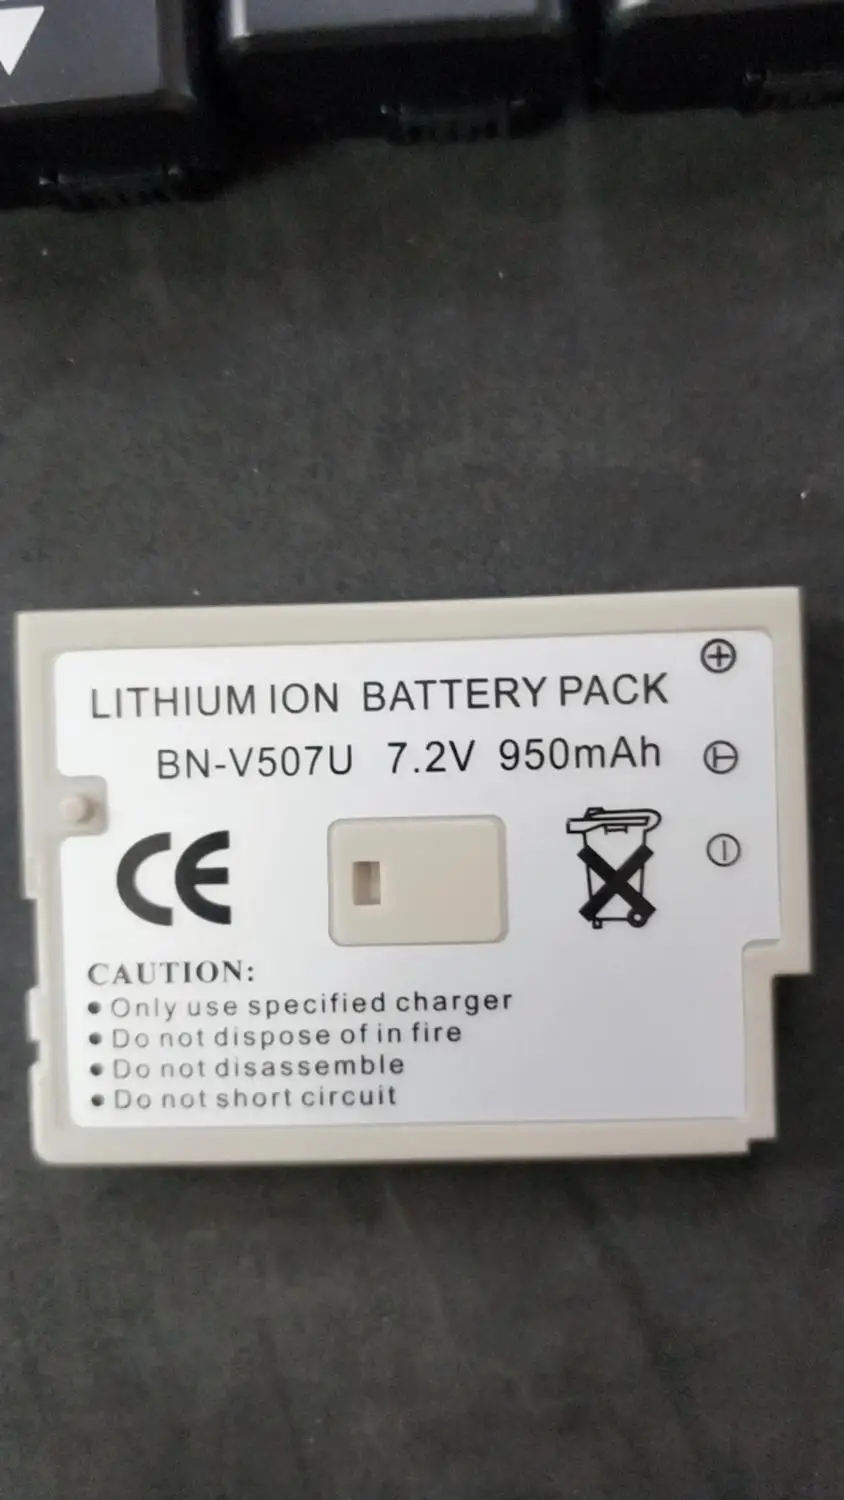 LITHIUM ION BATTERY PACK
BN-V507U 7.2V 950mAh
CE
CAUTION:
• Only use specified charger
• Do not dispose of in fire
• Do not disassemble
• Do not short circuit